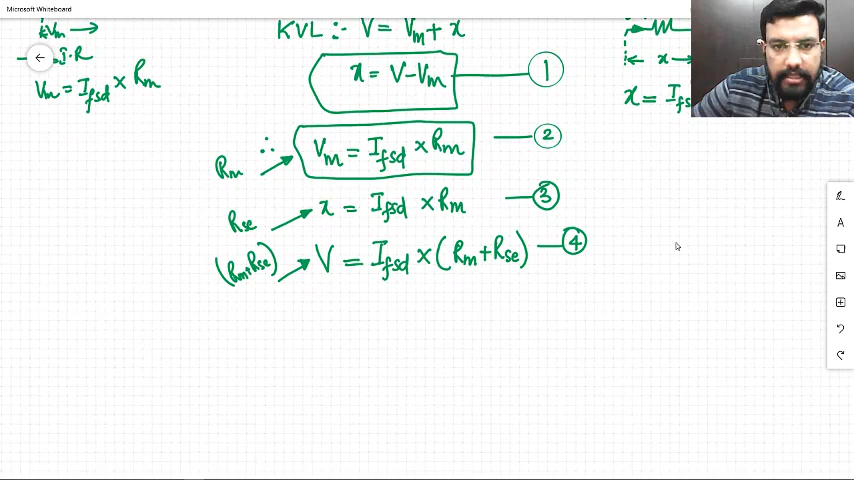 Microsoft Whiteboard
Vm
I·R
Vm = Ifsd × Rm
KVL ∴ V = Vm + x
x = V - Vm ①
∴ Vm = Ifsd × Rm ②
Rm
x = Ifsd × Rm ③
Rse
V = Ifsd × (Rm + Rse) ④
(Rm+Rse)
x
x = Ifs